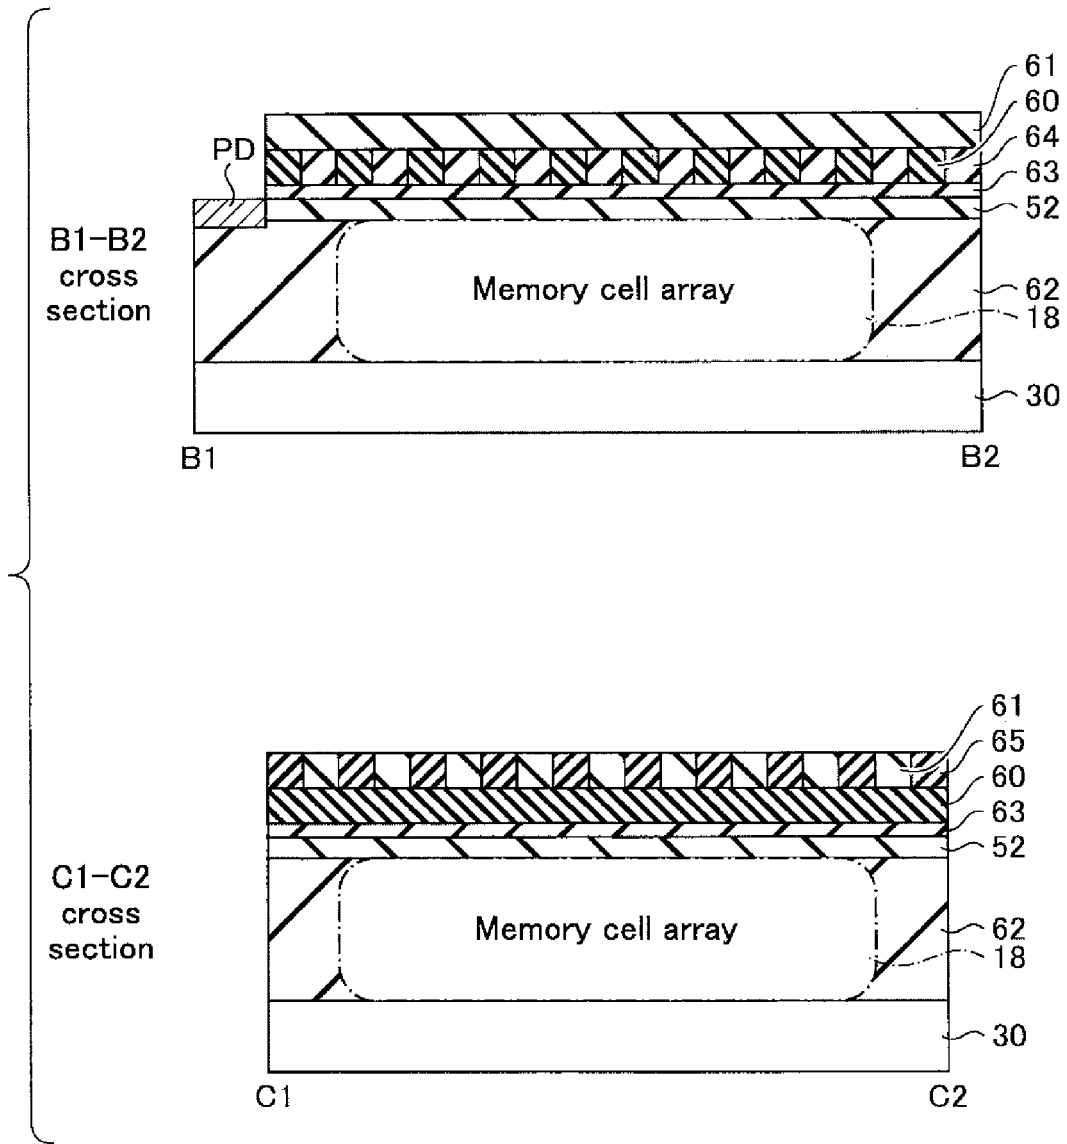 61
60
64
63
52
PD
B1-B2
cross
section
Memory cell array
62
18
30
B1
B2
61
65
60
63
52
C1-C2
cross
section
Memory cell array
62
18
30
C1
C2